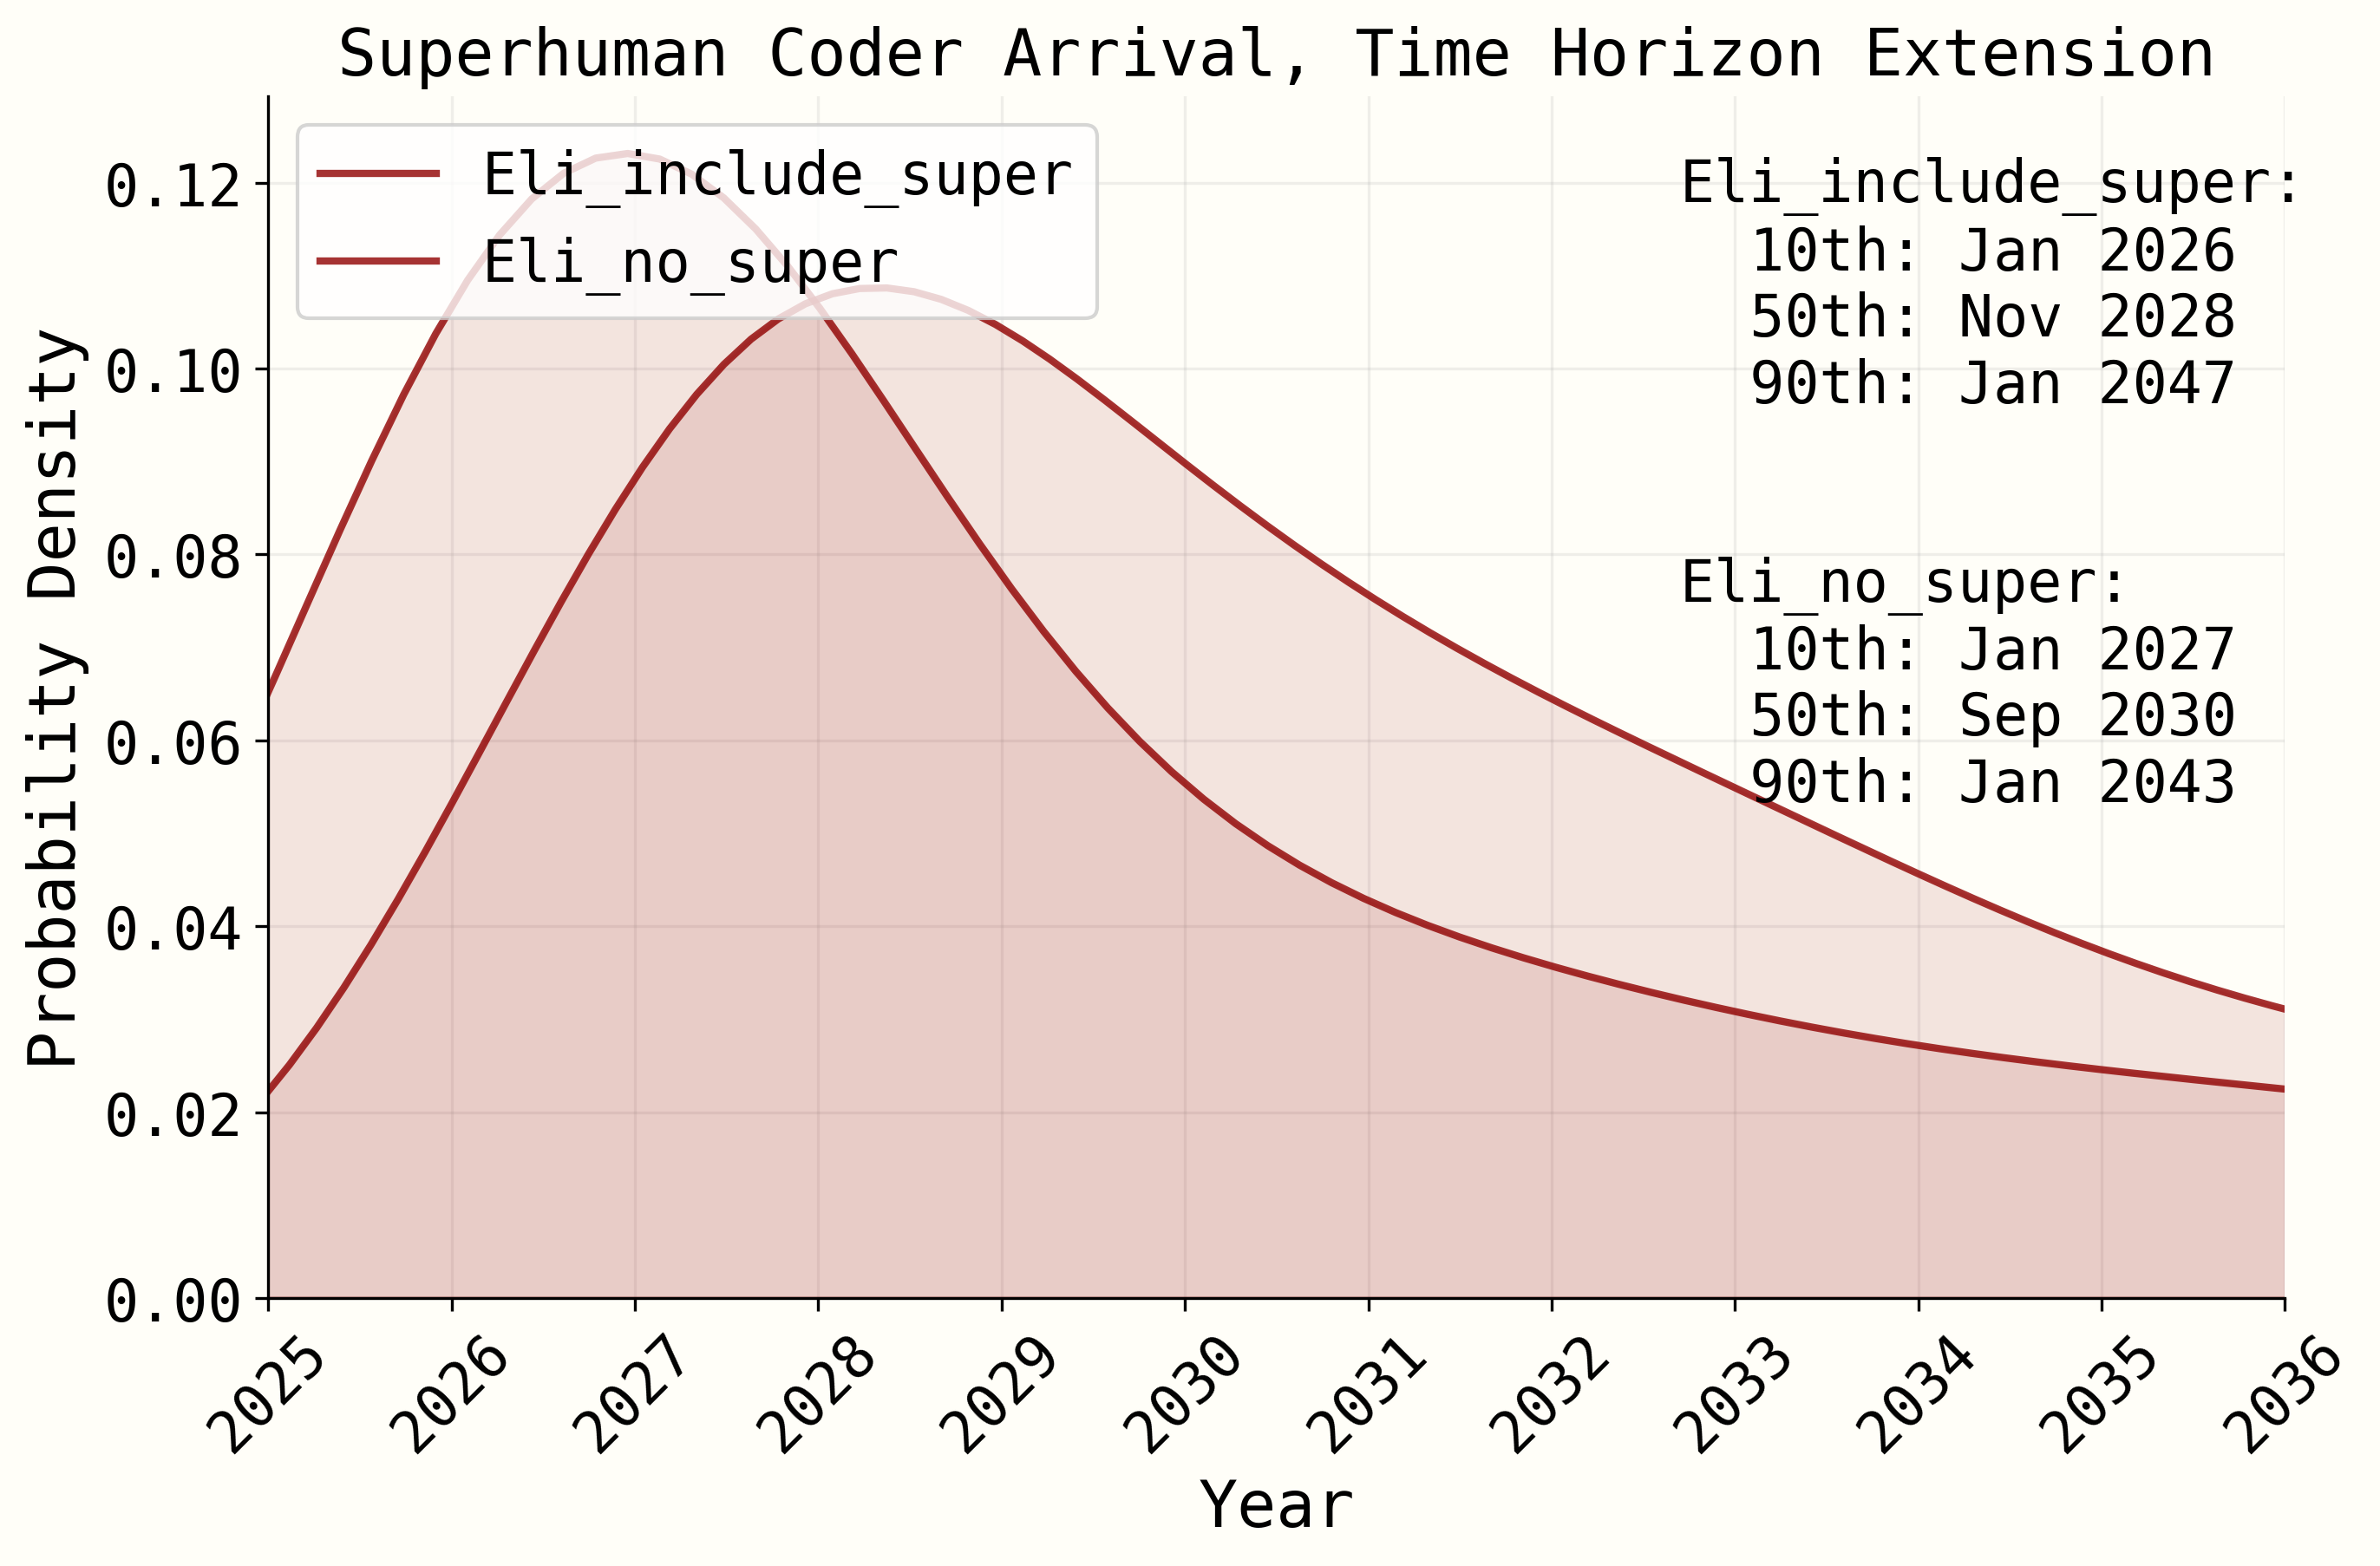 Superhuman Coder Arrival, Time Horizon Extension
Eli_include_super
Eli_no_super
Eli_include_super:
10th: Jan 2026
50th: Nov 2028
90th: Jan 2047
Eli_no_super:
10th: Jan 2027
50th: Sep 2030
90th: Jan 2043
Probability Density
0.12
0.10
0.08
0.06
0.04
0.02
0.00
2025 2026 2027 2028 2029 2030 2031 2032 2033 2034 2035 2036
Year